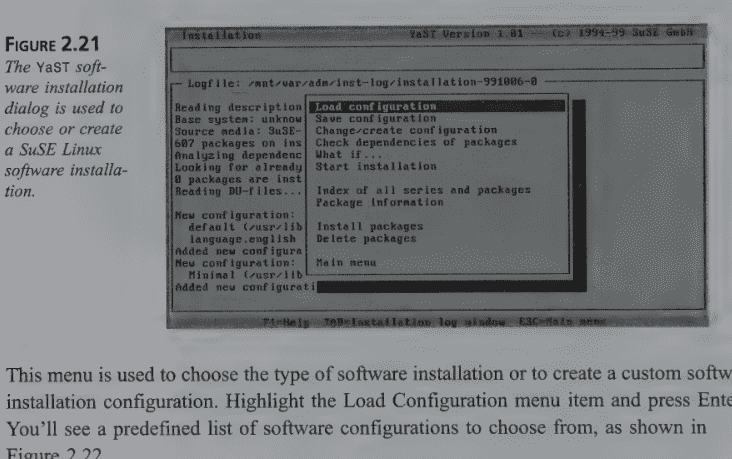 FIGURE 2.21
The YaST soft-
ware installation
dialog is used to
choose or create
a SuSE Linux
software installa-
tion.
Installation YaST Version 1.01 -- (c) 1994-99 SuSE GmbH
Logfile: /mnt/var/adm/inst-log/installation-991006-0
Reading description
Base system: unknow
Source media: SuSE-
607 packages on ins
Analyzing dependenc
Looking for already
0 packages are inst
Reading DU-files...
New configuration:
default (/usr/lib
language.english
Added new configura
New configuration:
Minimal (/usr/lib
Added new configurati
Load configuration
Save configuration
Change/create configuration
Check dependencies of packages
What if...
Start installation
Index of all series and packages
Package information
Install packages
Delete packages
Main menu
F1=Help TAB=Installation log window ESC=Main menu
This menu is used to choose the type of software installation or to create a custom softw
installation configuration. Highlight the Load Configuration menu item and press Ente
You'll see a predefined list of software configurations to choose from, as shown in
Figure 2.22